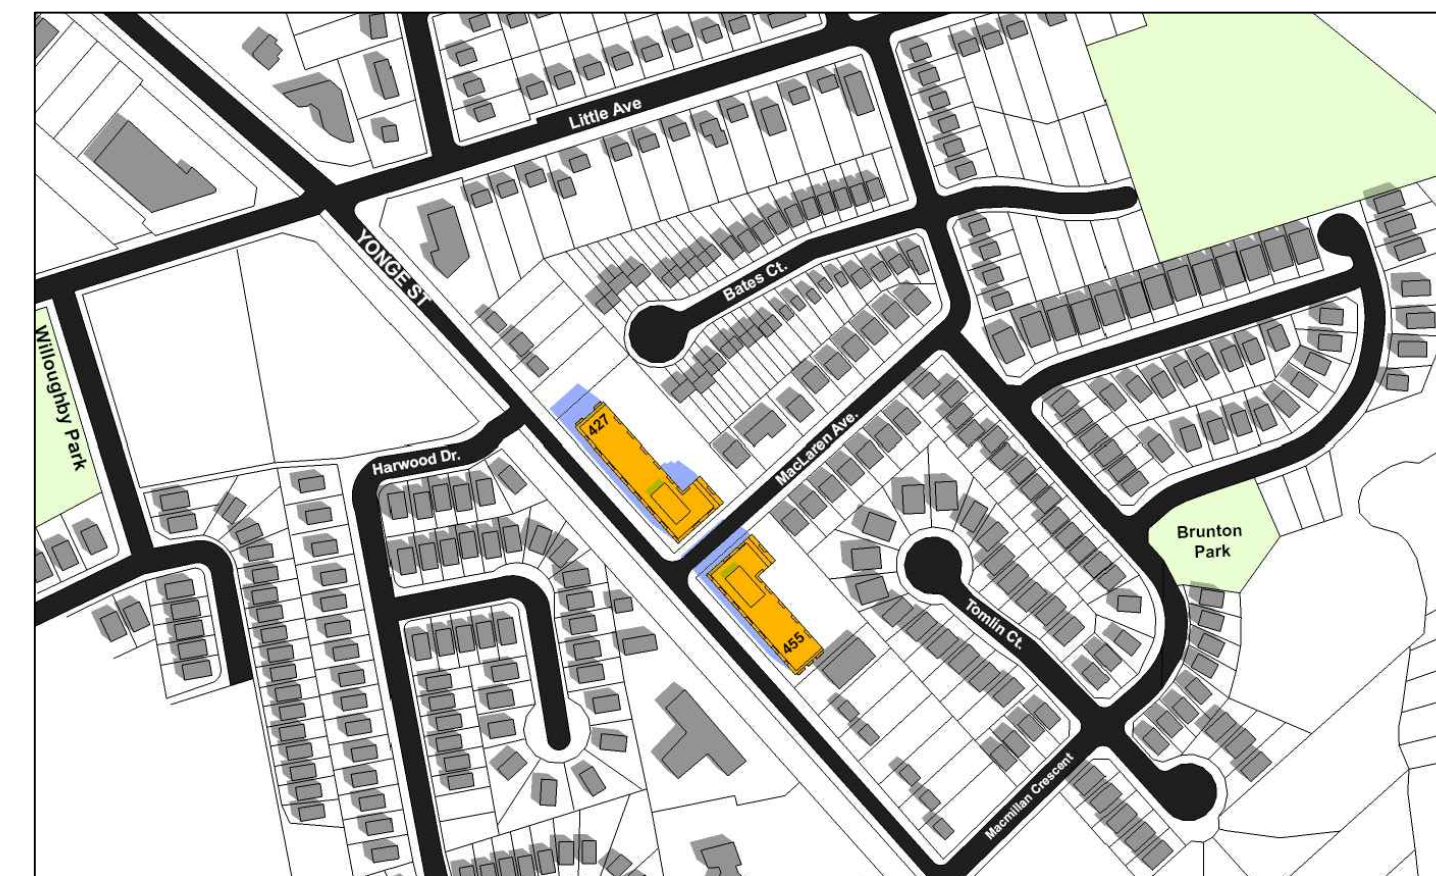 Little Ave
YONGE ST
Bates Ct.
Willoughby Park
427
MacLaren Ave.
Harwood Dr.
Brunton
Park
Tomlin Ct.
455
Macmillan Crescent